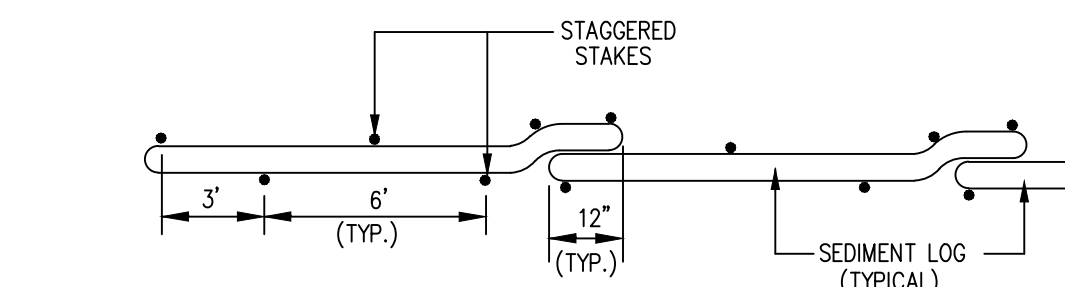 STAGGERED
STAKES
3'
6'
(TYP.)
12"
(TYP.)
SEDIMENT LOG
(TYPICAL)